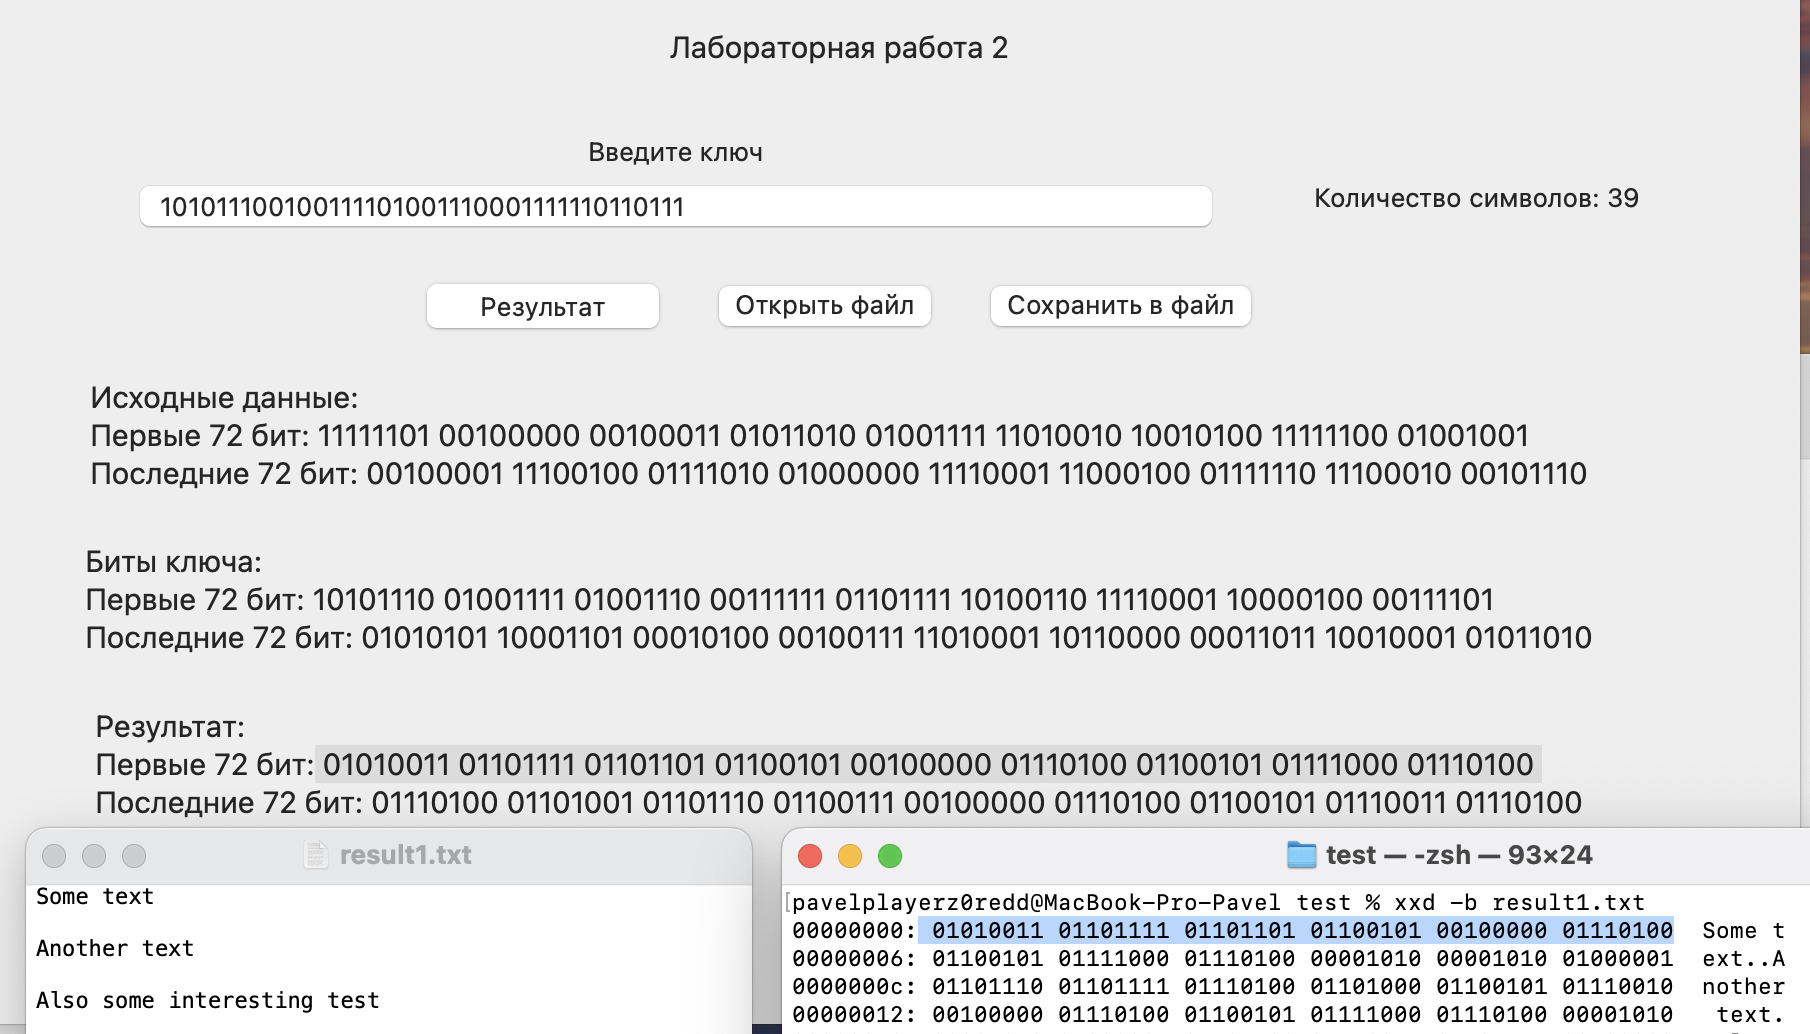 Лабораторная работа 2
Введите ключ
101011100100111101001110001111110110111
Количество символов: 39
Результат
Открыть файл
Сохранить в файл
Исходные данные:
Первые 72 бит: 11111101 00100000 00100011 01011010 01001111 11010010 10010100 11111100 01001001
Последние 72 бит: 00100001 11100100 01111010 01000000 11110001 11000100 01111110 11100010 00101110
Биты ключа:
Первые 72 бит: 10101110 01001111 01001110 00111111 01101111 10100110 11110001 10000100 00111101
Последние 72 бит: 01010101 10001101 00010100 00100111 11010001 10110000 00011011 10010001 01011010
Результат:
Первые 72 бит: 01010011 01101111 01101101 01100101 00100000 01110100 01100101 01111000 01110100
Последние 72 бит: 01110100 01101001 01101110 01100111 00100000 01110100 01100101 01110011 01110100
result1.txt
Some text
Another text
Also some interesting test
test — -zsh — 93×24
[pavelplayerz0redd@MacBook-Pro-Pavel test % xxd -b result1.txt
00000000: 01010011 01101111 01101101 01100101 00100000 01110100  Some t
00000006: 01100101 01111000 01110100 00001010 00001010 01000001  ext..A
0000000c: 01101110 01101111 01110100 01101000 01100101 01110010  nother
00000012: 00100000 01110100 01100101 01111000 01110100 00001010   text.